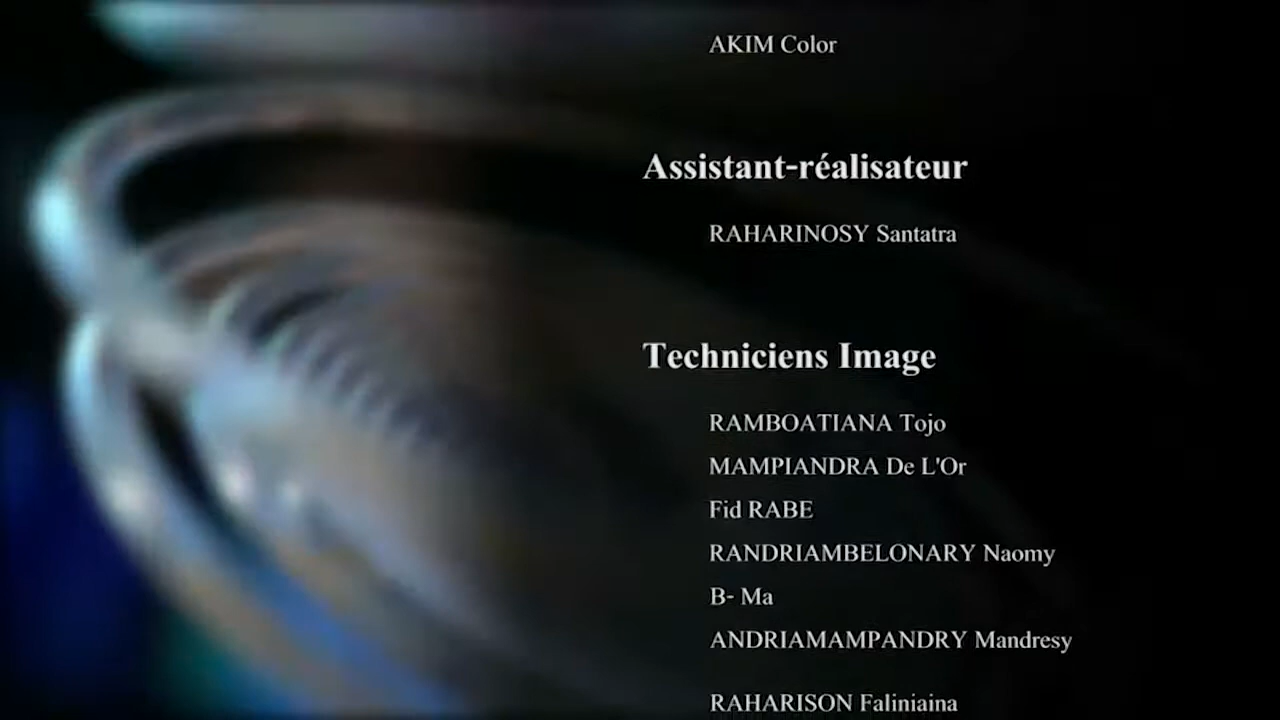 AKIM Color
Assistant-réalisateur
RAHARINOSY Santatra
Techniciens Image
RAMBOATIANA Tojo
MAMPIANDRA De L'Or
Fid RABE
RANDRIAMBELONARY Naomy
B- Ma
ANDRIAMAMPANDRY Mandresy
RAHARISON Faliniaina